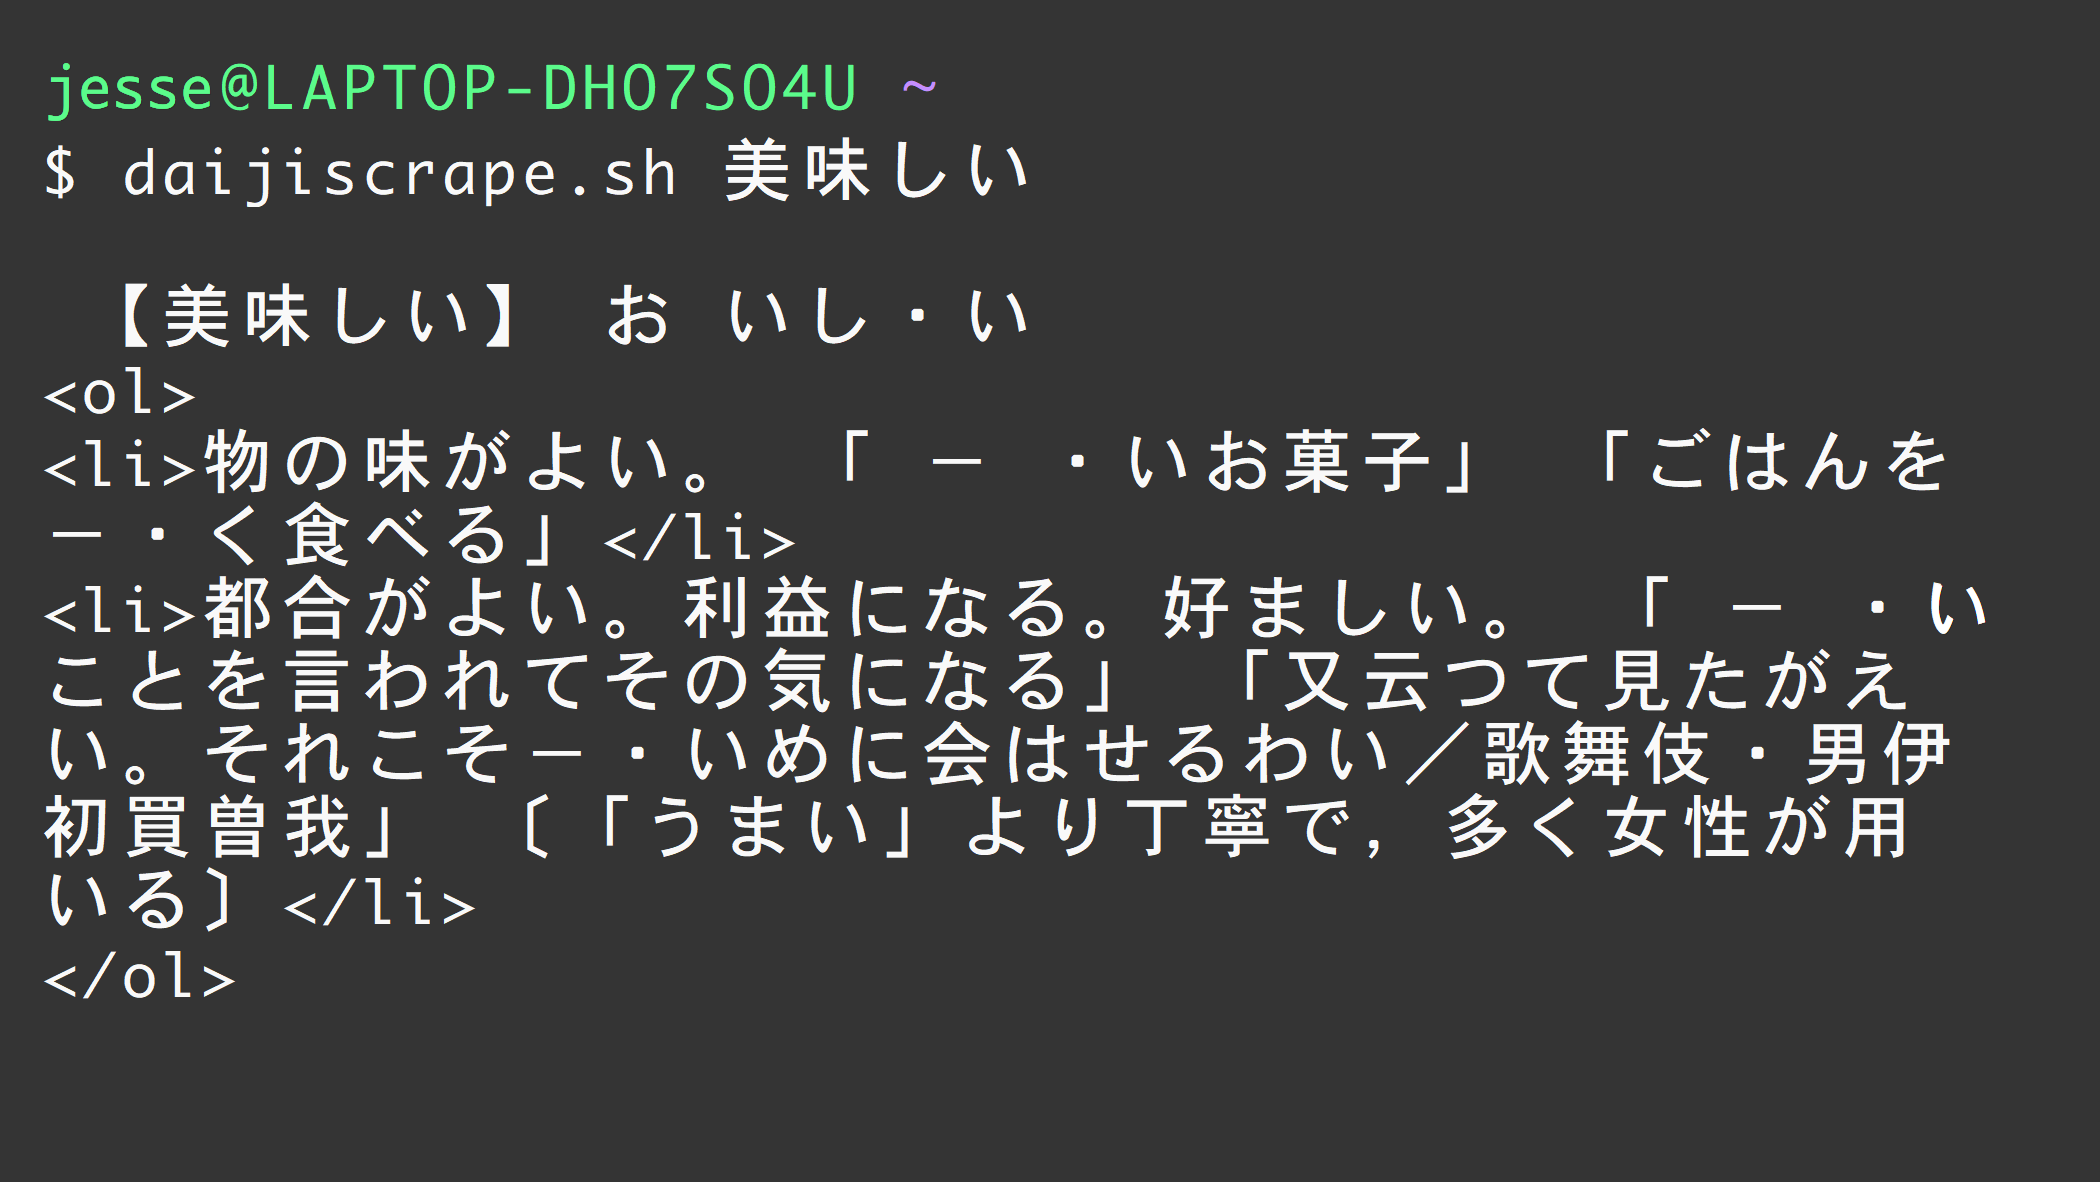 jesse@LAPTOP-DHO7SO4U ~
$ daijiscrape.sh 美味しい
【美味しい】 お いし・い
<ol>
<li>物の味がよい。 「 － ・いお菓子」 「ごはんを
－・く食べる」</li>
<li>都合がよい。利益になる。好ましい。 「 － ・い
ことを言われてその気になる」 「又云つて見たがえ
い。それこそ－・いめに会はせるわい／歌舞伎・男伊
初買曽我」 〔「うまい」より丁寧で，多く女性が用
いる〕</li>
</ol>